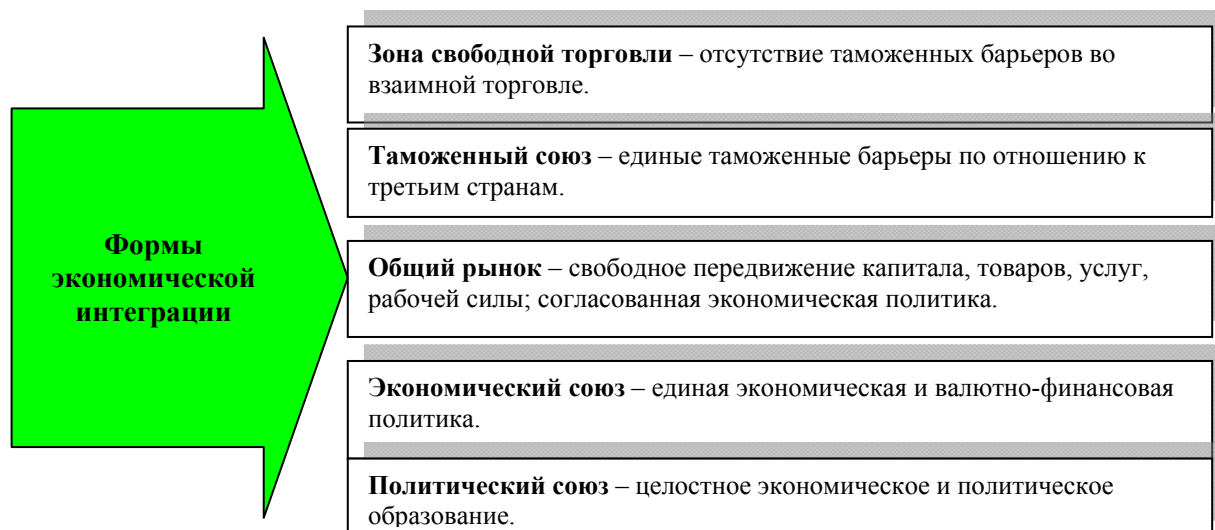 Формы
экономической
интеграции
Зона свободной торговли – отсутствие таможенных барьеров во
взаимной торговле.
Таможенный союз – единые таможенные барьеры по отношению к
третьим странам.
Общий рынок – свободное передвижение капитала, товаров, услуг,
рабочей силы; согласованная экономическая политика.
Экономический союз – единая экономическая и валютно-финансовая
политика.
Политический союз – целостное экономическое и политическое
образование.